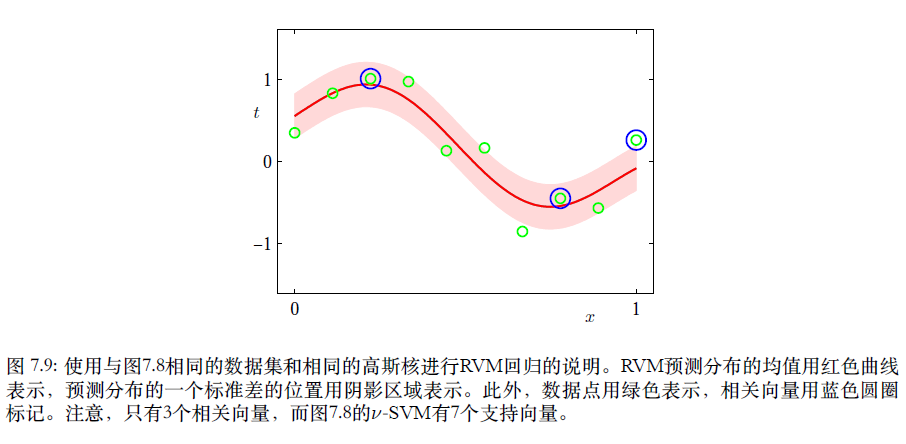 1
t
0
−1
0
1
x
图 7.9: 使用与图7.8相同的数据集和相同的高斯核进行RVM回归的说明。RVM预测分布的均值用红色曲线
表示，预测分布的一个标准差的位置用阴影区域表示。此外，数据点用绿色表示，相关向量用蓝色圆圈
标记。注意，只有3个相关向量，而图7.8的ν-SVM有7个支持向量。